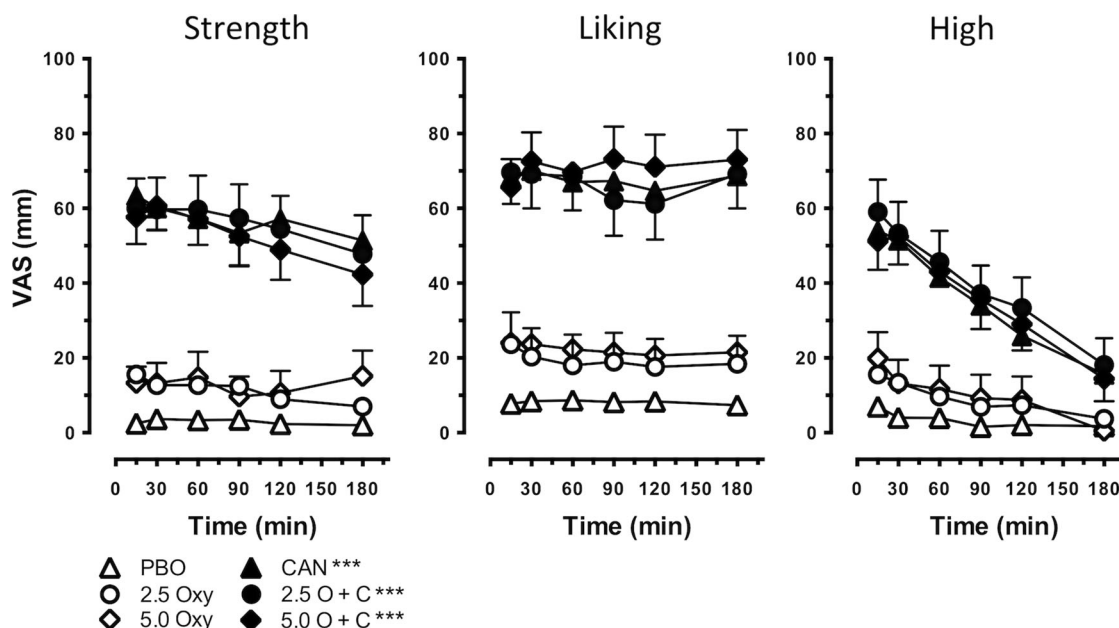 Strength Liking High
100 100 100
80 80 80
60 60 60
VAS (mm)
40 40 40
20 20 20
0 0 0
0 30 60 90 120 150 180 0 30 60 90 120 150 180 0 30 60 90 120 150 180
Time (min) Time (min) Time (min)
PBO CAN ***
2.5 Oxy 2.5 O + C ***
5.0 Oxy 5.0 O + C ***